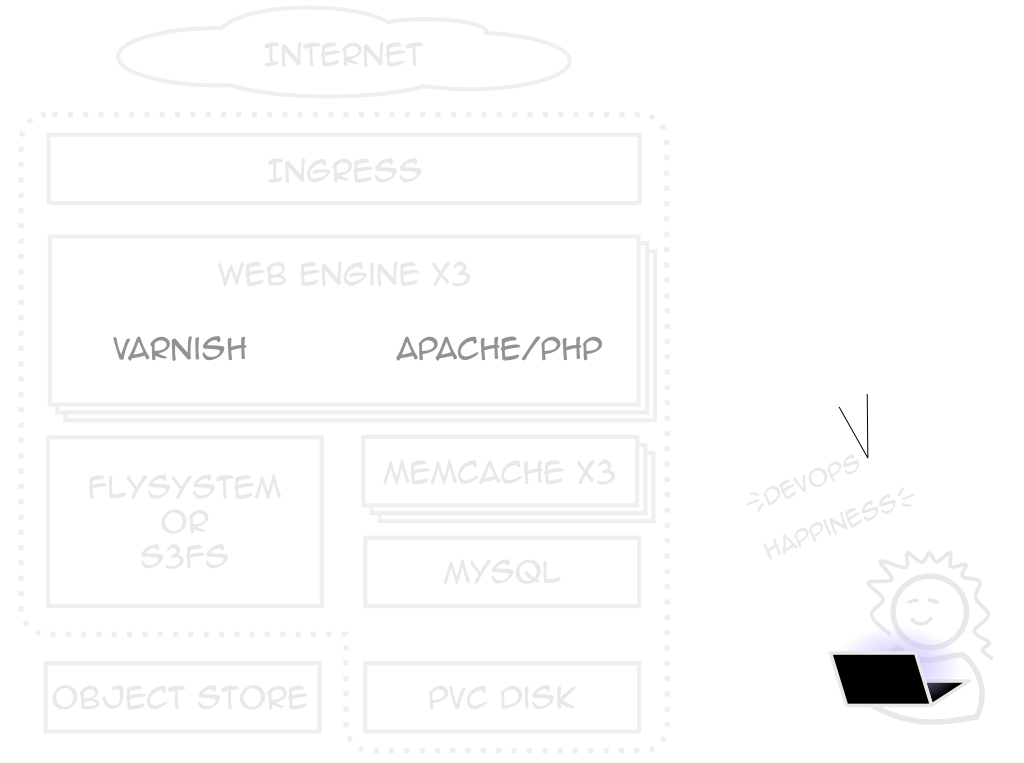 INTERNET
INGRESS
WEB ENGINE X3
VARNISH APACHE/PHP
FLYSYSTEM
OR
S3FS
MEMCACHE X3
MYSQL
OBJECT STORE
PVC DISK
DEVOPS
HAPPINESS